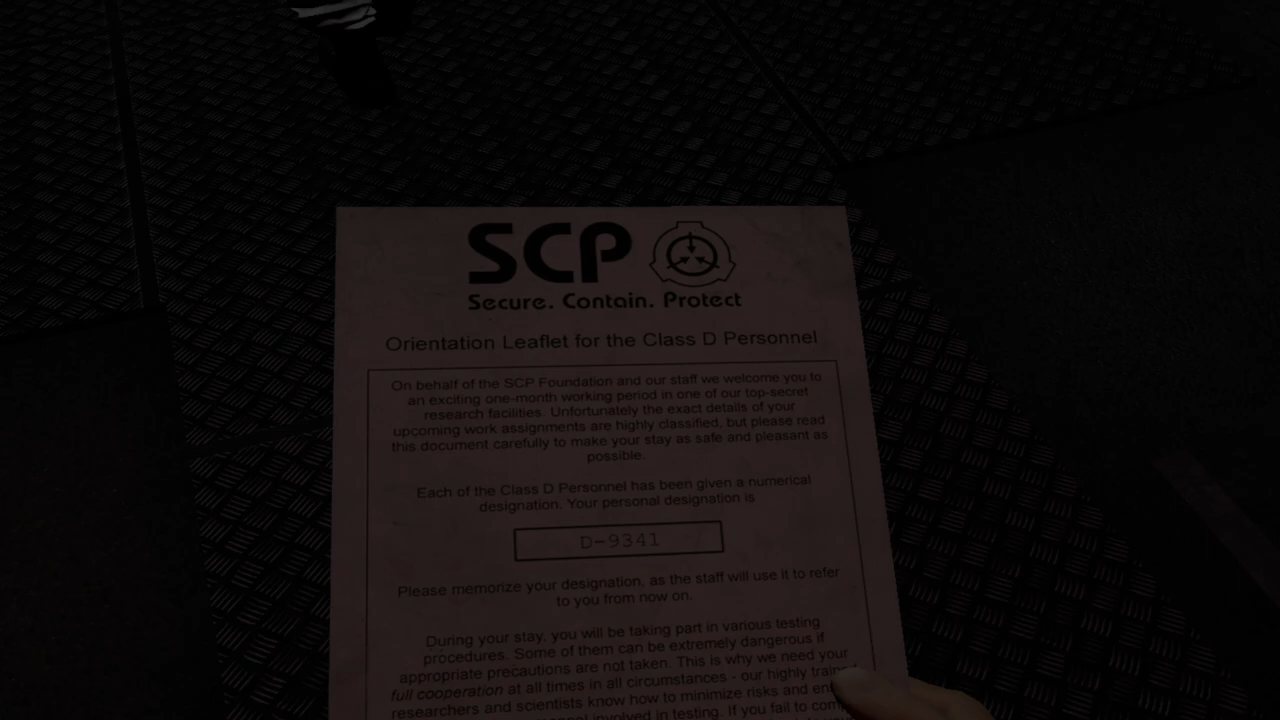 SCP
Secure. Contain. Protect
Orientation Leaflet for the Class D Personnel
On behalf of the SCP Foundation and our staff we welcome you to
an exciting one-month working period in one of our top-secret
research facilities. Unfortunately the exact details of your
upcoming work assignments are highly classified, but please read
this document carefully to make your stay as safe and pleasant as
possible.
Each of the Class D Personnel has been given a numerical
designation. Your personal designation is
D-9341
Please memorize your designation, as the staff will use it to refer
to you from now on.
During your stay, you will be taking part in various testing
procedures. Some of them can be extremely dangerous if
appropriate precautions are not taken. This is why we need your
full cooperation at all times in all circumstances - our highly
researchers and scientists know how to minimize risks and
involved in testing. If you fail to